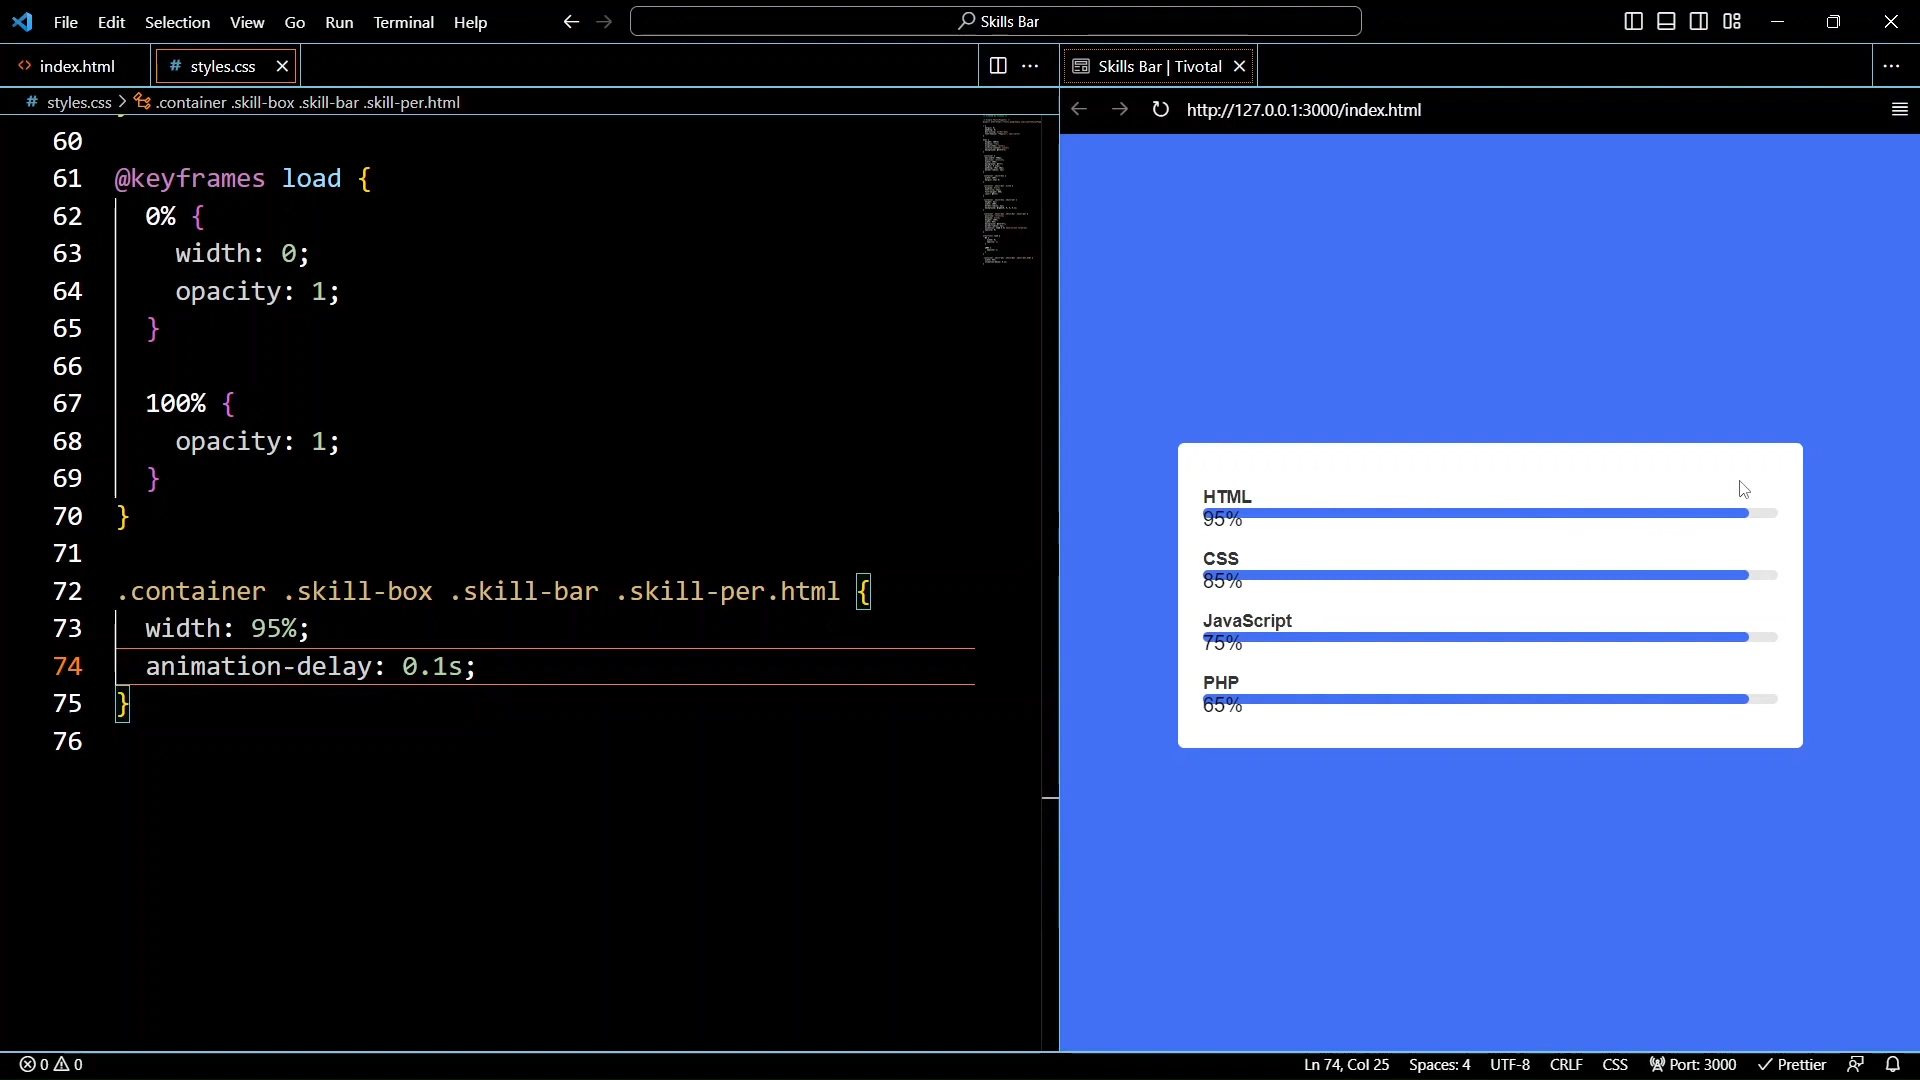 File Edit Selection View Go Run Terminal Help
Skills Bar
index.html
# styles.css
Skills Bar | Tivotal
# styles.css > .container .skill-box .skill-bar .skill-per.html
http://127.0.0.1:3000/index.html
60
61 @keyframes load {
62 0% {
63 width: 0;
64 opacity: 1;
65 }
66
67 100% {
68 opacity: 1;
69 }
70 }
71
72 .container .skill-box .skill-bar .skill-per.html {
73 width: 95%;
74 animation-delay: 0.1s;
75 }
76
HTML
95%
CSS
85%
JavaScript
75%
PHP
65%
0 0
Ln 74, Col 25 Spaces: 4 UTF-8 CRLF CSS Port: 3000 Prettier